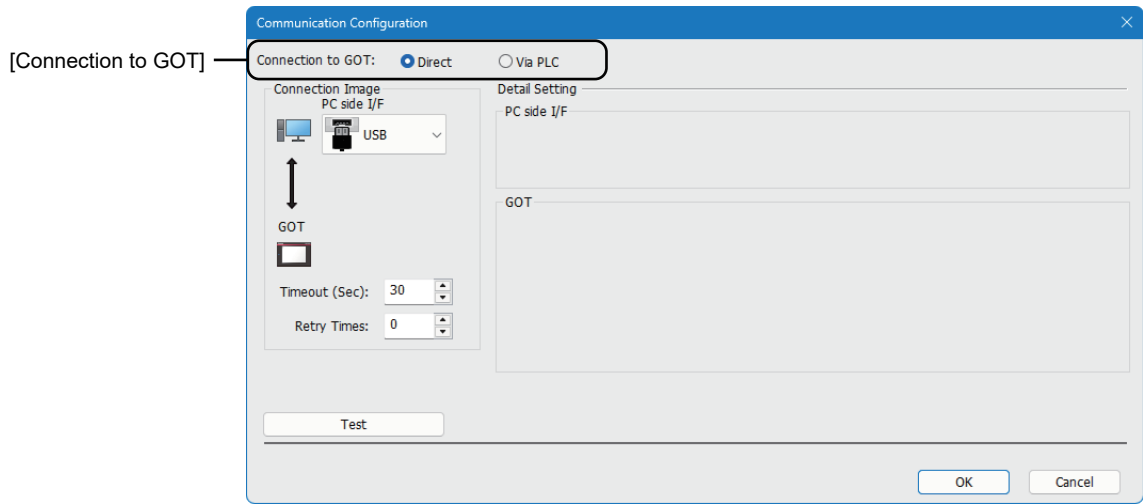 Communication Configuration
[Connection to GOT]
Connection to GOT: Direct Via PLC
Connection Image
Detail Setting
PC side I/F
PC side I/F
USB
GOT
GOT
Timeout (Sec): 30
Retry Times: 0
Test
OK Cancel